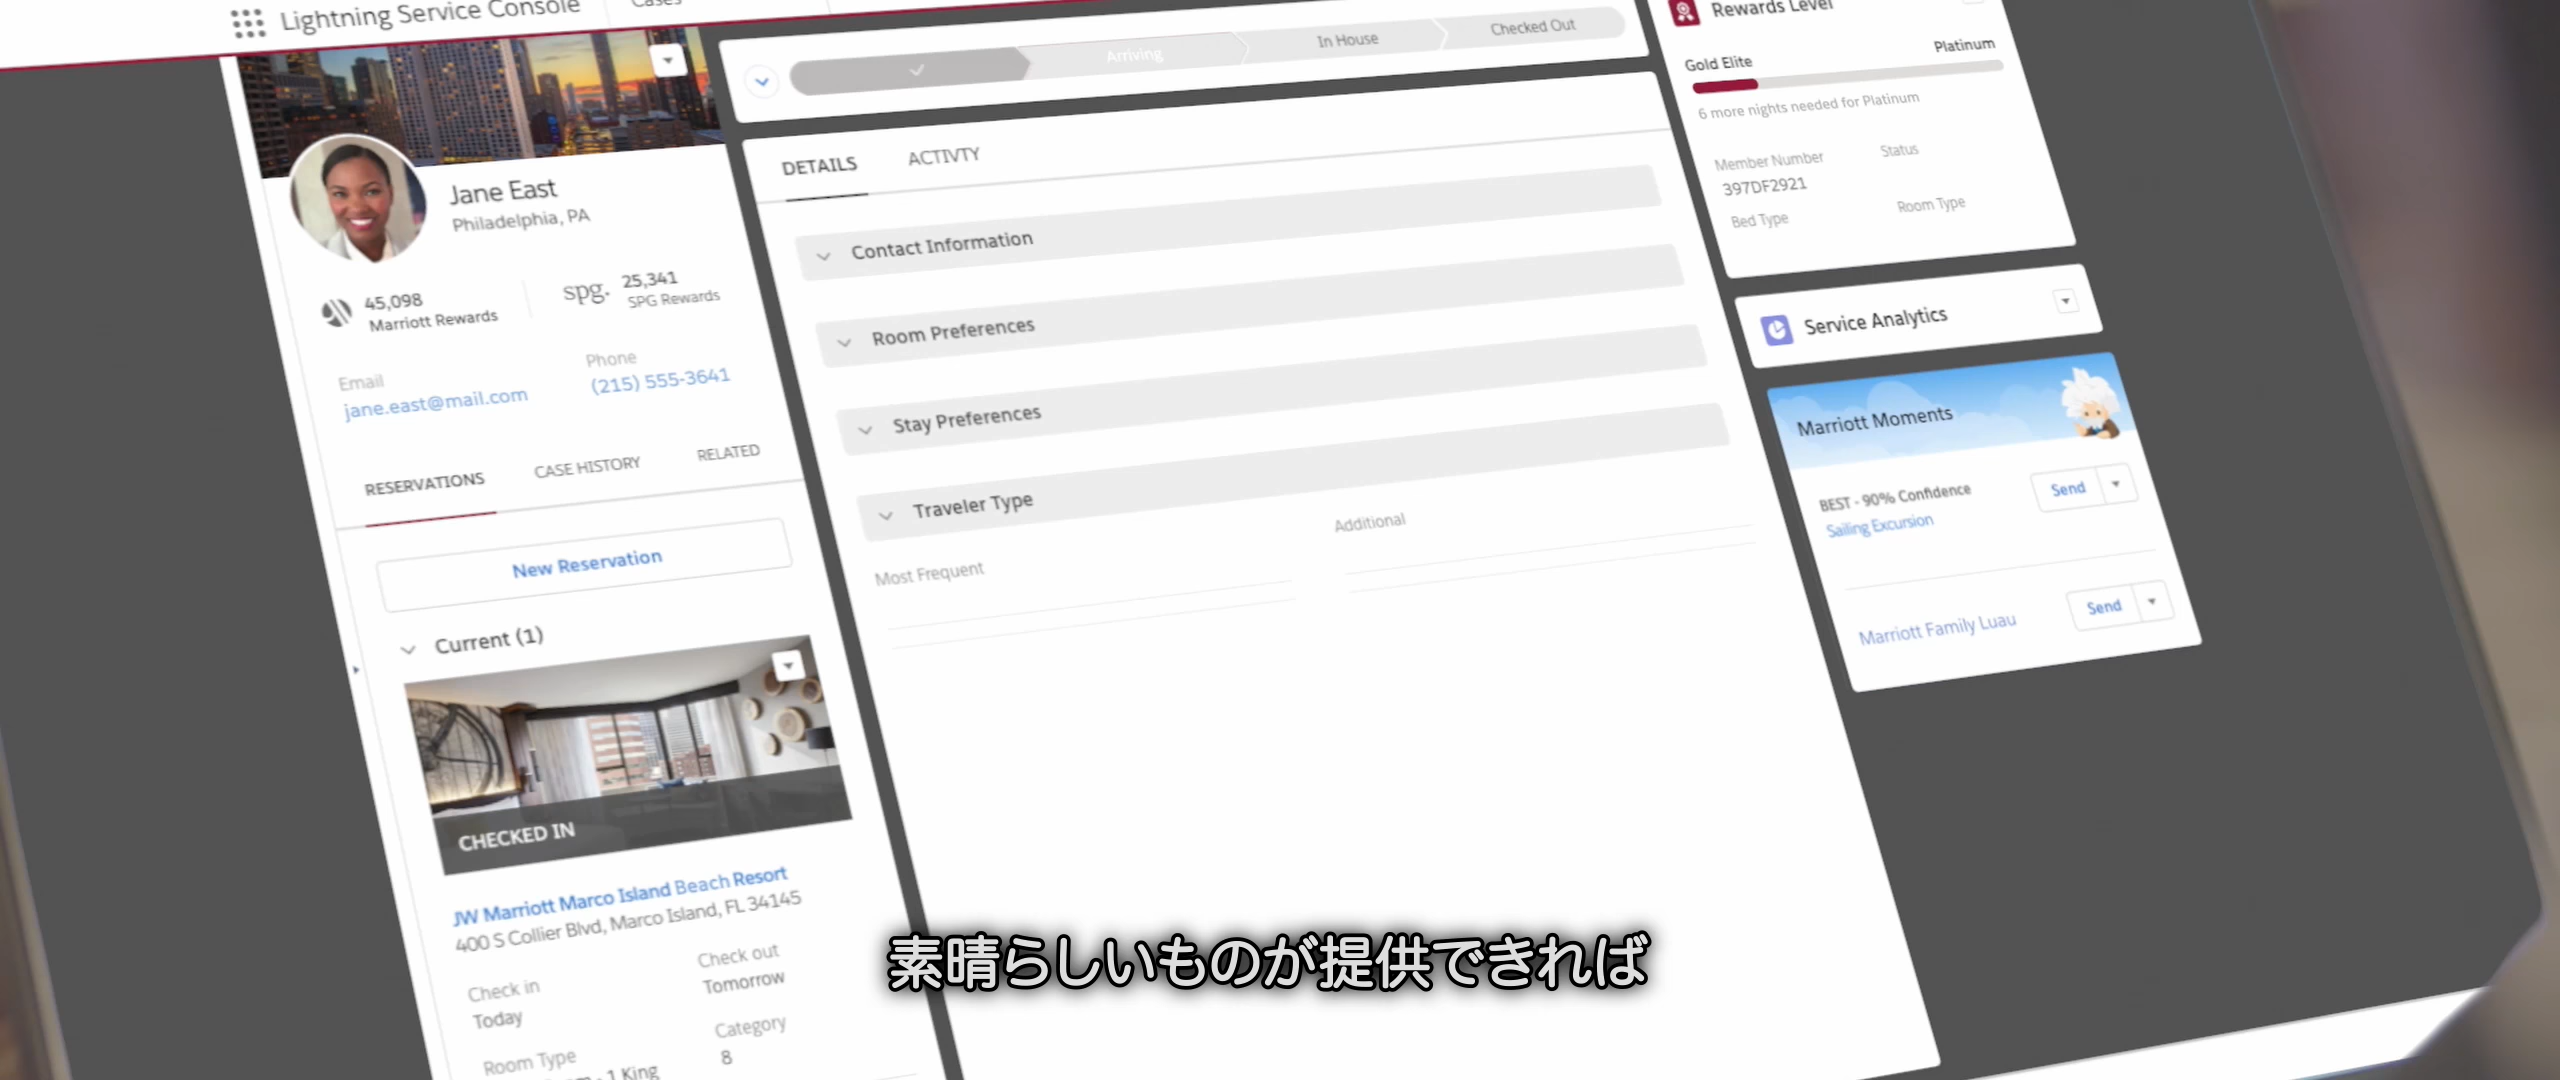 Lightning Service Console
Cases
Jane East
Philadelphia, PA
45,098
Marriott Rewards
spg.
25,341
SPG Rewards
Email
jane.east@mail.com
Phone
(215) 555-3641
RESERVATIONS
CASE HISTORY
RELATED
New Reservation
Current (1)
CHECKED IN
JW Marriott Marco Island Beach Resort
400 S Collier Blvd, Marco Island, FL 34145
Check in
Today
Check out
Tomorrow
Room Type
- 1 King
Category
8
Arriving
In House
Checked Out
DETAILS
ACTIVTY
Contact Information
Room Preferences
Stay Preferences
Traveler Type
Most Frequent
Additional
Rewards Level
Gold Elite
Platinum
6 more nights needed for Platinum
Member Number
397DF2921
Status
Bed Type
Room Type
Service Analytics
Marriott Moments
BEST - 90% Confidence
Sailing Excursion
Send
Marriott Family Luau
Send
素晴らしいものが提供できれば